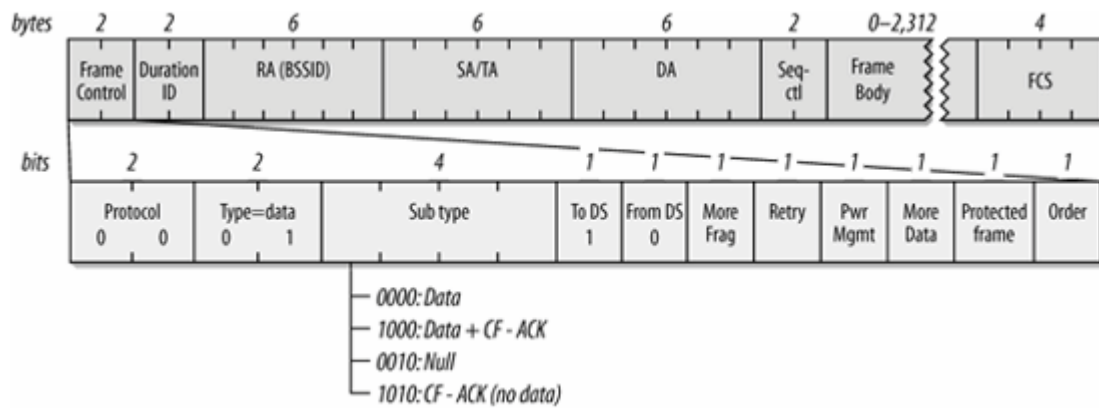 bytes 2 2 6 6 6 2 0–2,312 4
Frame Control Duration ID RA (BSSID) SA/TA DA Seq-ctl Frame Body FCS
bits 2 2 4 1 1 1 1 1 1 1 1
Protocol Type=data Sub type To DS From DS More Frag Retry Pwr Mgmt More Data Protected frame Order
0 0 0 1 1 0
0000: Data
1000: Data + CF - ACK
0010: Null
1010: CF - ACK (no data)